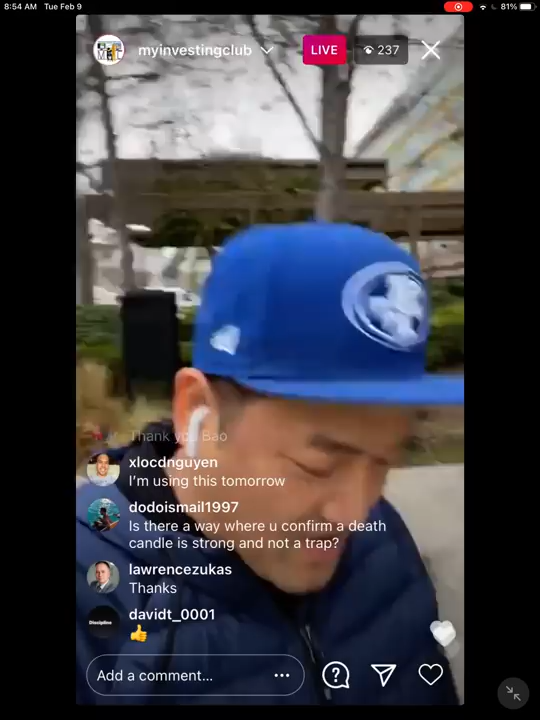 8:54 AM Tue Feb 9
81%
myinvestingclub
LIVE
237
Thank you Bao
xlocdnguyen
I'm using this tomorrow
dodoismail1997
Is there a way where u confirm a death
candle is strong and not a trap?
lawrencezukas
Thanks
Discipline
davidt_0001
👍
Add a comment...